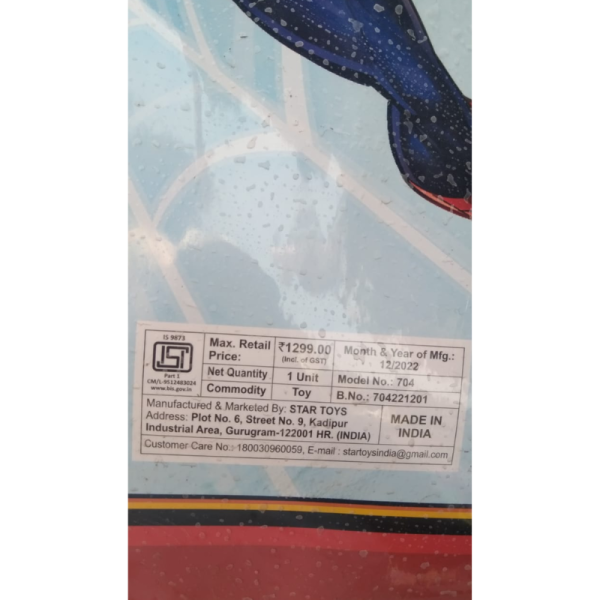 IS 9873
ISI
Part 1
CM/L-9512483024
www.bis.gov.in
Max. Retail Price:
₹1299.00
(Incl. of GST)
Month & Year of Mfg.:
12/2022
Net Quantity
1 Unit
Model No.: 704
Commodity
Toy
B.No.: 704221201
Manufactured & Marketed By: STAR TOYS
Address: Plot No. 6, Street No. 9, Kadipur
Industrial Area, Gurugram-122001 HR. (INDIA)
MADE IN
INDIA
Customer Care No.: 180030960059, E-mail : startoysindia@gmail.com